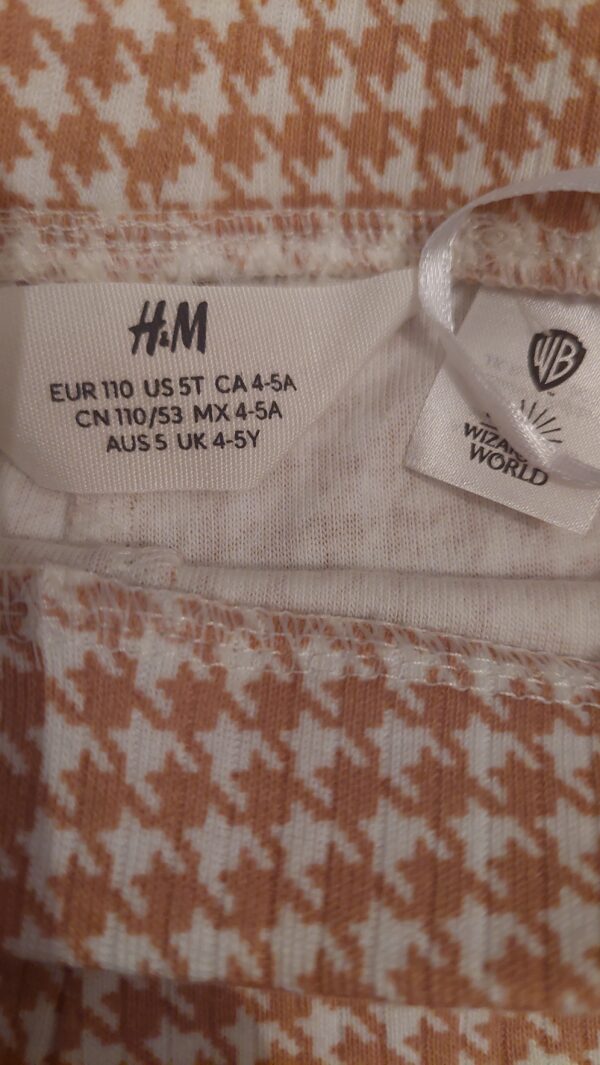 H&M
EUR 110 US 5T CA 4-5A
CN 110/53 MX 4-5A
AUS 5 UK 4-5Y
WB
WORLD